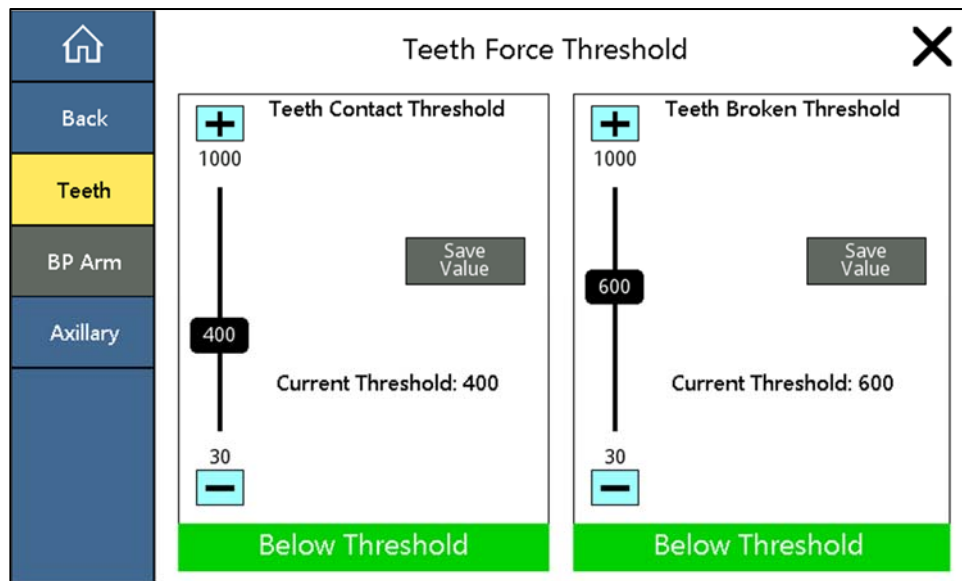 Teeth Force Threshold
Back
Teeth
BP Arm
Axillary
Teeth Contact Threshold
1000
Save
Value
400
Current Threshold: 400
30
Below Threshold
Teeth Broken Threshold
1000
Save
Value
600
Current Threshold: 600
30
Below Threshold